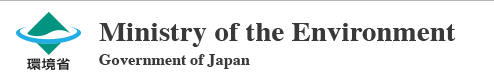 Ministry of the Environment
Government of Japan
環境省